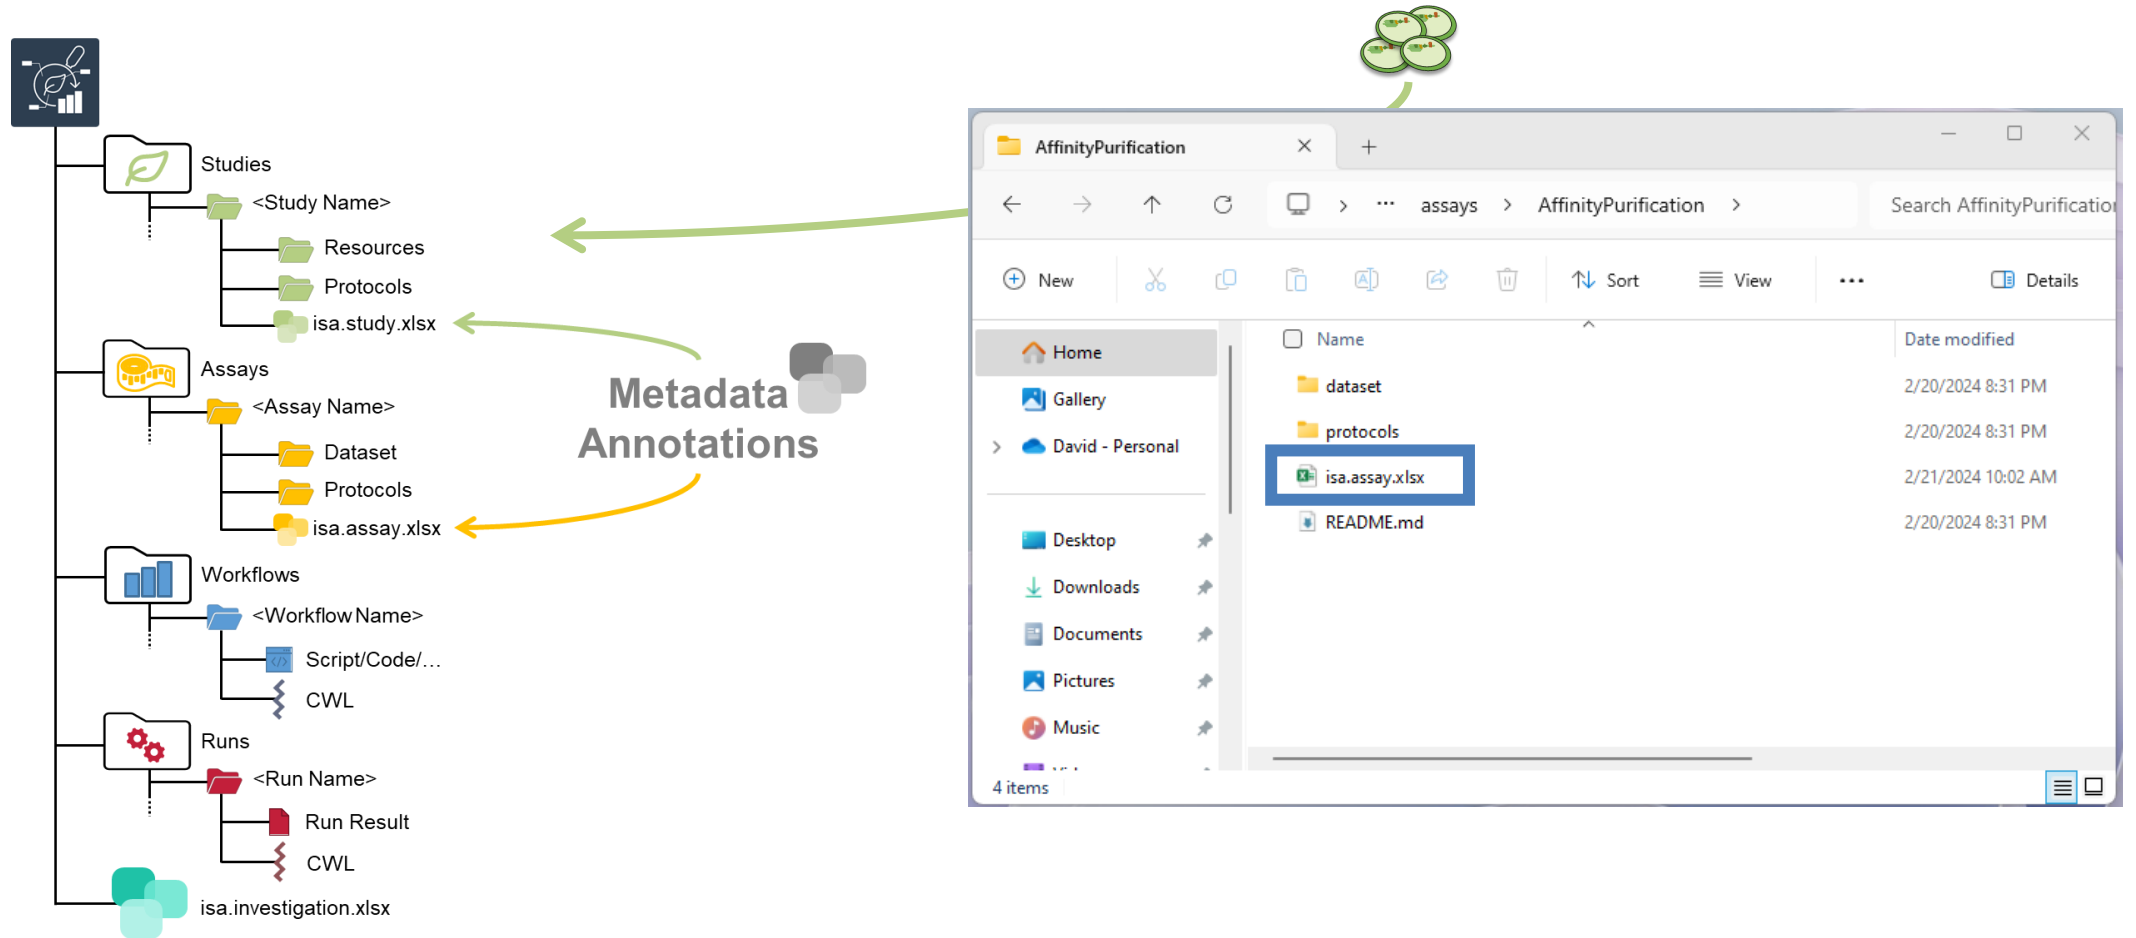 Studies
<Study Name>
Resources
Protocols
isa.study.xlsx
Assays
<Assay Name>
Dataset
Protocols
isa.assay.xlsx
Workflows
<Workflow Name>
Script/Code/...
CWL
Runs
<Run Name>
Run Result
CWL
isa.investigation.xlsx
Metadata
Annotations
AffinityPurification
assays > AffinityPurification >
Search AffinityPurification
New
Sort
View
Details
Home
Gallery
David - Personal
Desktop
Downloads
Documents
Pictures
Music
Name
Date modified
dataset
2/20/2024 8:31 PM
protocols
2/20/2024 8:31 PM
isa.assay.xlsx
2/21/2024 10:02 AM
README.md
2/20/2024 8:31 PM
4 items